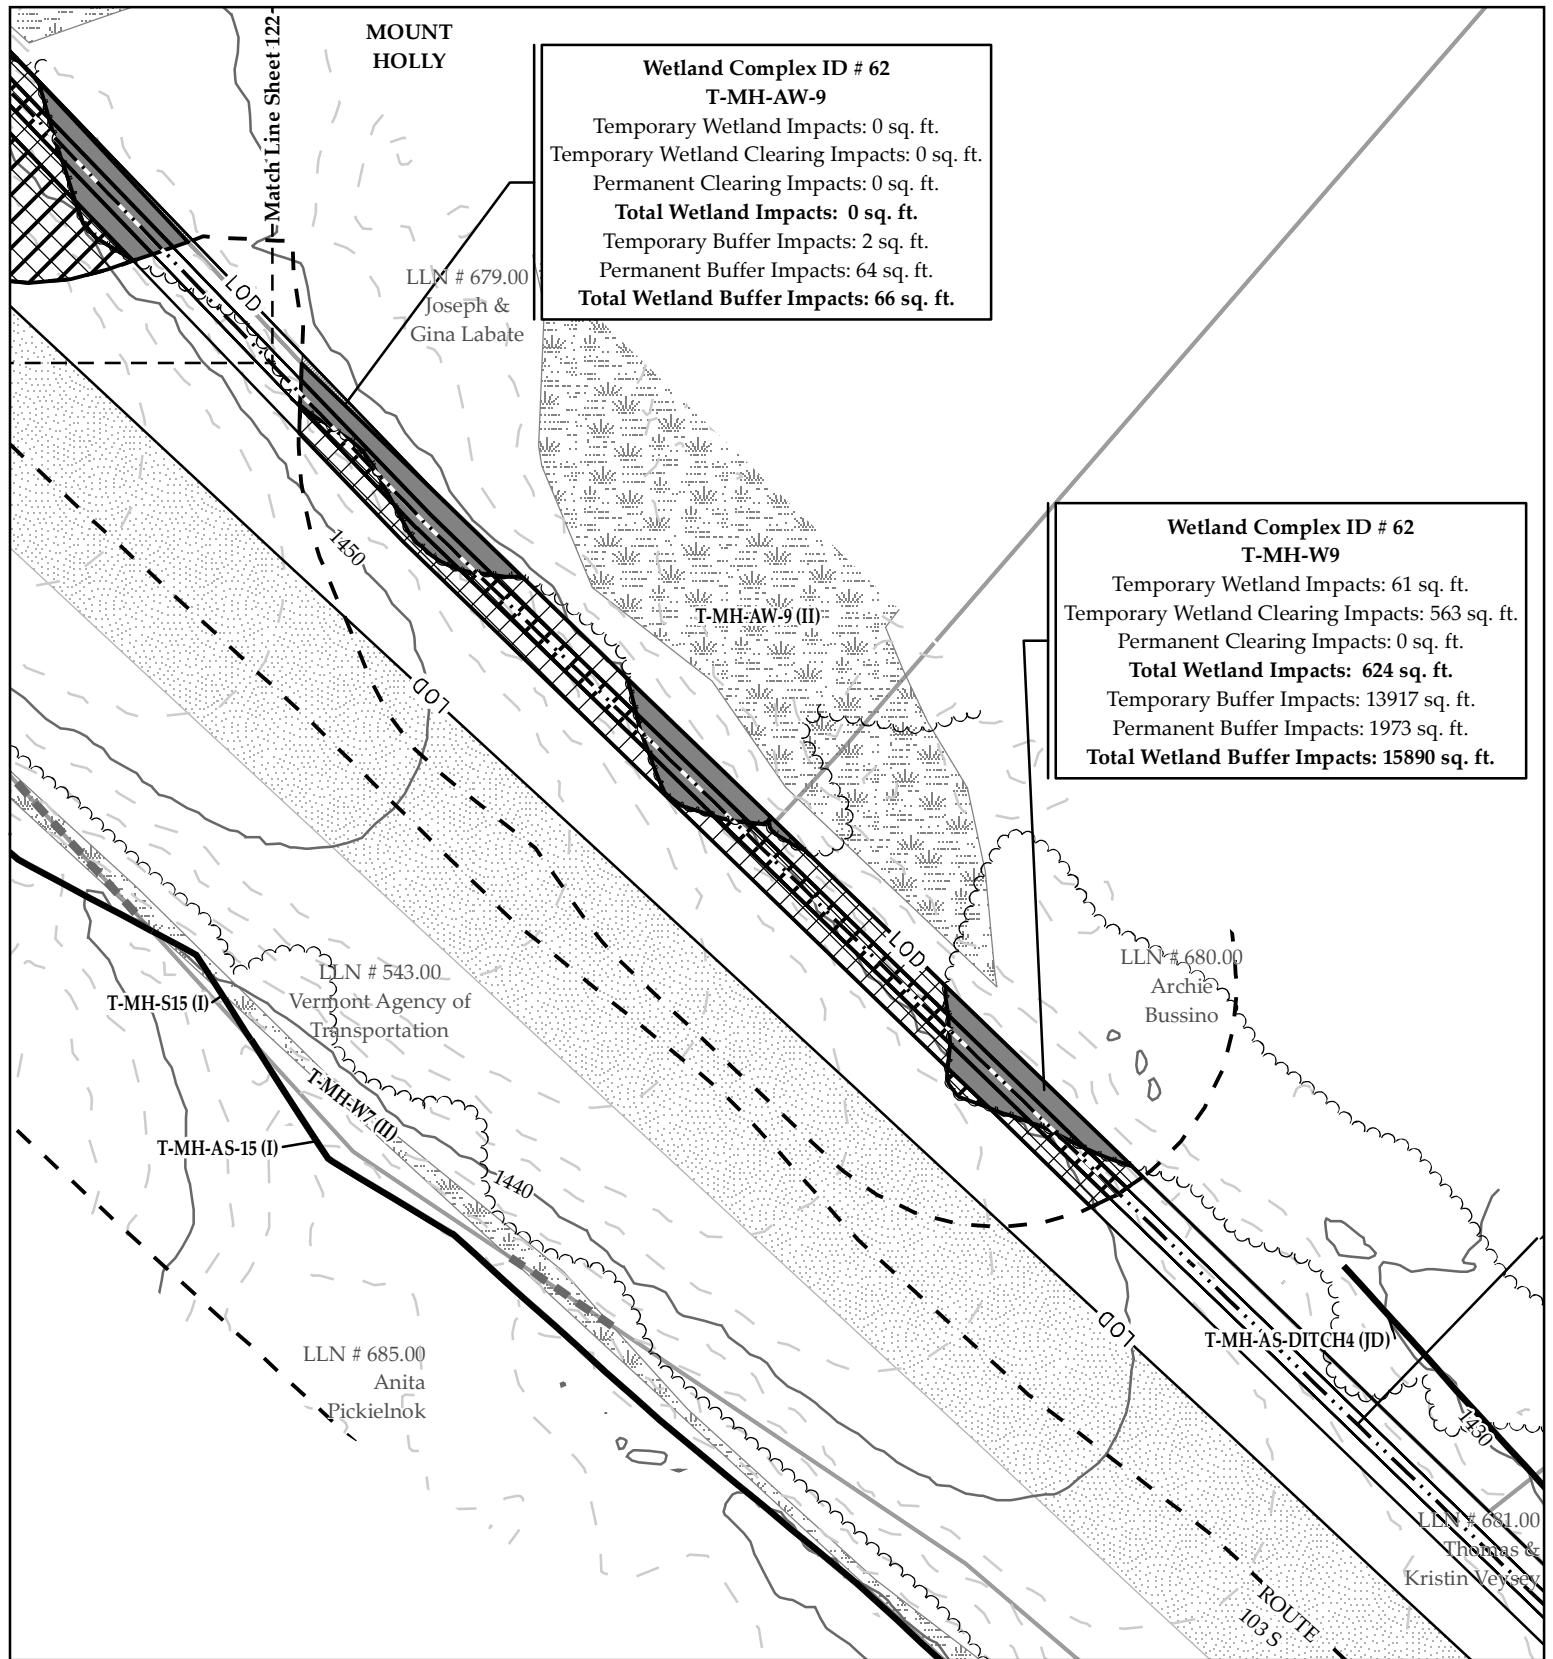 MOUNT
HOLLY
Match Line Sheet 122
Wetland Complex ID # 62
T-MH-AW-9
Temporary Wetland Impacts: 0 sq. ft.
Temporary Wetland Clearing Impacts: 0 sq. ft.
Permanent Clearing Impacts: 0 sq. ft.
Total Wetland Impacts: 0 sq. ft.
Temporary Buffer Impacts: 2 sq. ft.
Permanent Buffer Impacts: 64 sq. ft.
Total Wetland Buffer Impacts: 66 sq. ft.
LOD
LLN # 679.00
Joseph &
Gina Labate
1450
Wetland Complex ID # 62
T-MH-W9
Temporary Wetland Impacts: 61 sq. ft.
Temporary Wetland Clearing Impacts: 563 sq. ft.
Permanent Clearing Impacts: 0 sq. ft.
Total Wetland Impacts: 624 sq. ft.
Temporary Buffer Impacts: 13917 sq. ft.
Permanent Buffer Impacts: 1973 sq. ft.
Total Wetland Buffer Impacts: 15890 sq. ft.
T-MH-AW-9 (II)
LOD
LOD
LLN # 680.00
Archie
Bussino
LLN # 543.00
Vermont Agency of
Transportation
T-MH-S15 (I)
T-MH-W7 (II)
T-MH-AS-15 (I)
1440
LOD
T-MH-AS-DITCH4 (JD)
LLN # 685.00
Anita
Pickielnok
1430
LLN # 681.00
Thomas &
Kristin Veysey
ROUTE
103 S